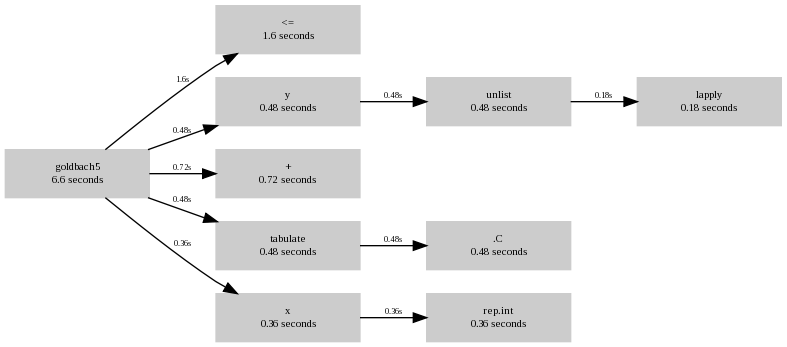 <=
1.6 seconds
1.6s
y
0.48 seconds
0.48s
unlist
0.48 seconds
0.18s
lapply
0.18 seconds
0.48s
goldbach5
6.6 seconds
0.72s
+
0.72 seconds
0.48s
tabulate
0.48 seconds
0.48s
.C
0.48 seconds
0.36s
x
0.36 seconds
0.36s
rep.int
0.36 seconds